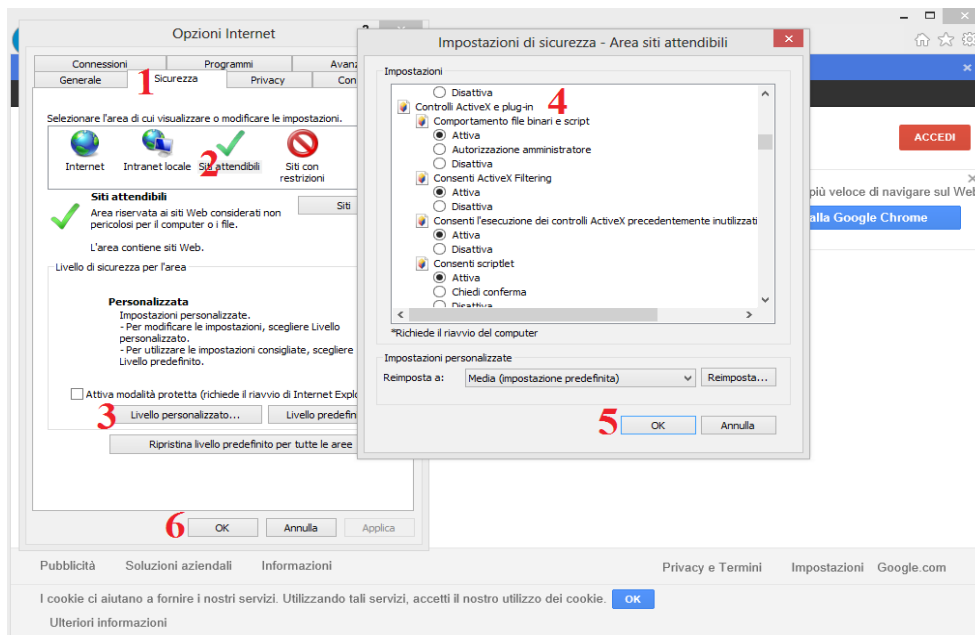 Opzioni Internet
Connessioni Programmi
Generale Sicurezza Privacy
1
Selezionare l'area di cui visualizzare o modificare le impostazioni.
2
Internet Intranet locale Siti attendibili Siti con
restrizioni
Siti attendibili
Area riservata ai siti Web considerati non
pericolosi per il computer o i file.
Siti
L'area contiene siti Web.
Livello di sicurezza per l'area
Personalizzata
Impostazioni personalizzate.
- Per modificare le impostazioni, scegliere Livello
personalizzato.
- Per utilizzare le impostazioni consigliate, scegliere
Livello predefinito.
Attiva modalità protetta (richiede il riavvio di Internet Explo
3
Livello personalizzato... Livello predefin
Ripristina livello predefinito per tutte le aree
6
OK Annulla Applica
Impostazioni di sicurezza - Area siti attendibili
Impostazioni
Disattiva
4
Controlli ActiveX e plug-in
Comportamento file binari e script
Attiva
Autorizzazione amministratore
Disattiva
Consenti ActiveX Filtering
Attiva
Disattiva
Consenti l'esecuzione dei controlli ActiveX precedentemente inutilizzati
Attiva
Disattiva
Consenti scriptlet
Attiva
Chiedi conferma
Disattiva
*Richiede il riavvio del computer
Impostazioni personalizzate
Reimposta a: Media (impostazione predefinita) Reimposta...
5
OK Annulla
ACCEDI
più veloce di navigare sul Web
alla Google Chrome
Pubblicità Soluzioni aziendali Informazioni Privacy e Termini Impostazioni Google.com
I cookie ci aiutano a fornire i nostri servizi. Utilizzando tali servizi, accetti il nostro utilizzo dei cookie. OK
Ulteriori informazioni